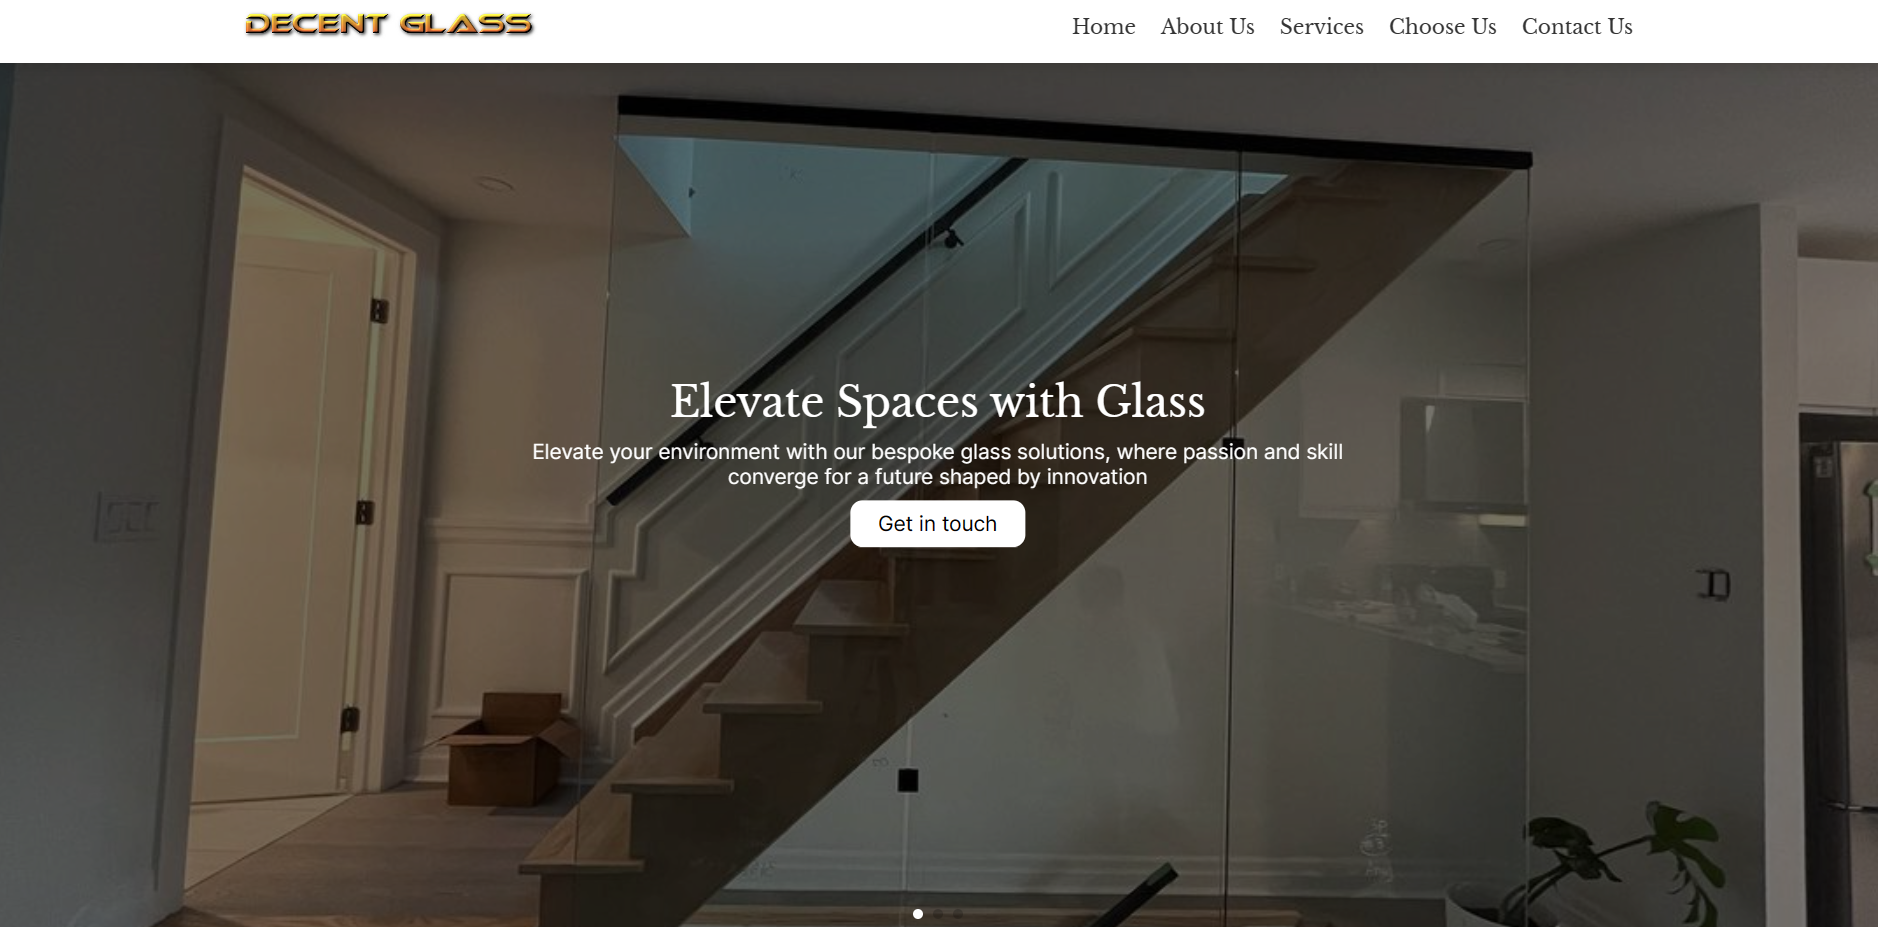 DECENT GLASS
Home About Us Services Choose Us Contact Us
Elevate Spaces with Glass
Elevate your environment with our bespoke glass solutions, where passion and skill
converge for a future shaped by innovation
Get in touch